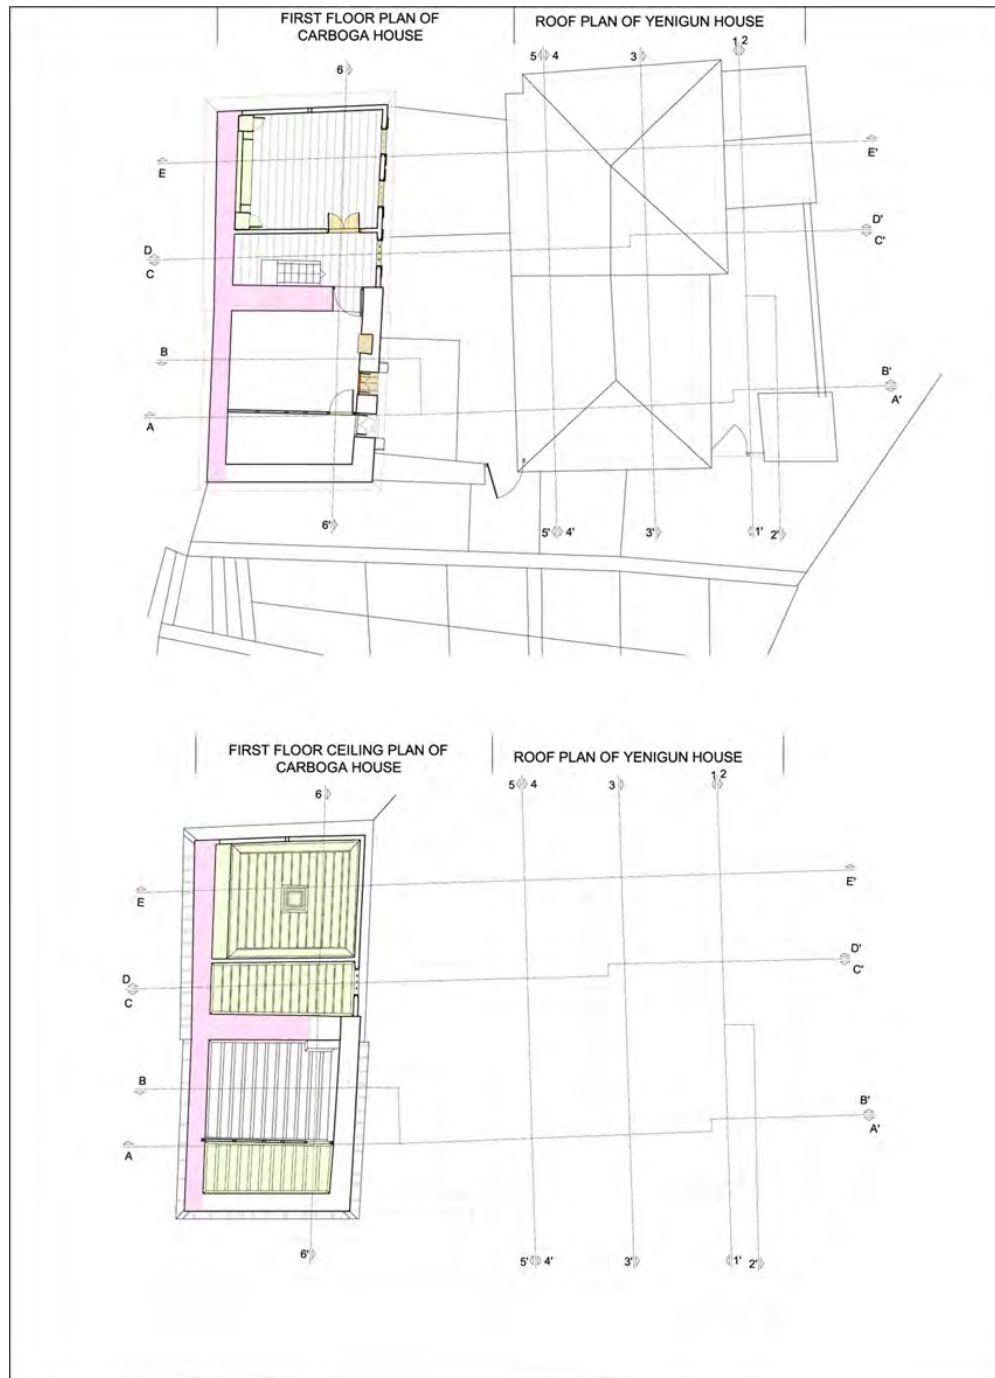 FIRST FLOOR PLAN OF
CARBOGA HOUSE
ROOF PLAN OF YENIGUN HOUSE
6
5 4
3
1 2
E
E'
D
C
D'
C'
B
B'
A
A'
6'
5' 4'
3'
1'
2'
FIRST FLOOR CEILING PLAN OF
CARBOGA HOUSE
ROOF PLAN OF YENIGUN HOUSE
6
5 4
3
1 2
E
E'
D
C
D'
C'
B
B'
A
A'
6'
5' 4'
3'
1'
2'